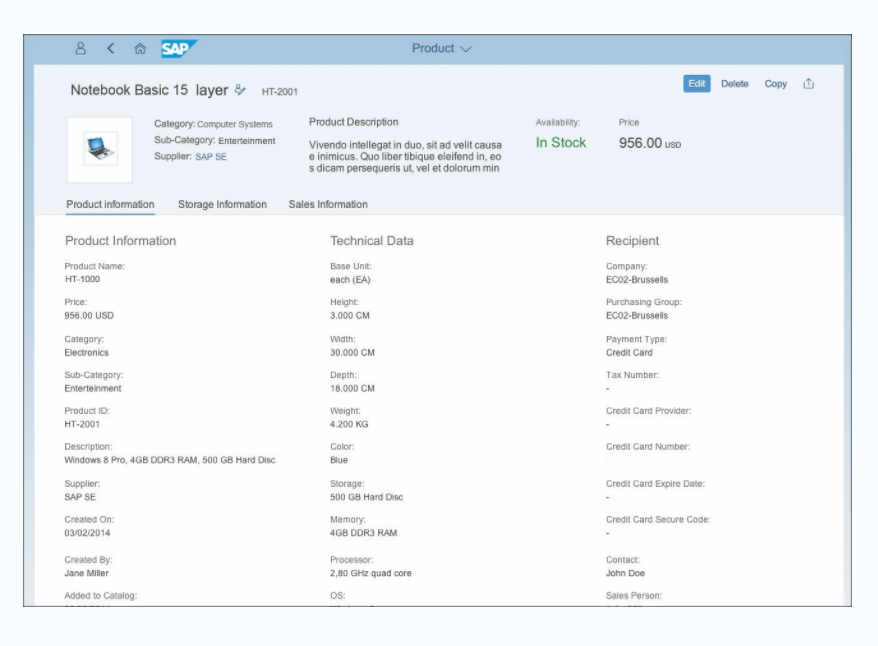 SAP
Product
Notebook Basic 15 layer HT-2001
Edit Delete Copy
Category: Computer Systems
Sub-Category: Enterteinment
Supplier: SAP SE
Product Description
Vivendo intellegat in duo, sit ad velit causa
e inimicus. Quo liber tibique eleifend in, eo
s dicam persequeris ut, vel et dolorum min
Availability:
In Stock
Price
956.00 USD
Product information Storage Information Sales Information
Product Information
Product Name:
HT-1000
Price:
956.00 USD
Category:
Electronics
Sub-Category:
Enterteinment
Product ID:
HT-2001
Description:
Windows 8 Pro, 4GB DDR3 RAM, 500 GB Hard Disc
Supplier:
SAP SE
Created On:
03/02/2014
Created By:
Jane Miller
Added to Catalog:
Technical Data
Base Unit:
each (EA)
Height:
3.000 CM
Width:
30.000 CM
Depth:
18.000 CM
Weight:
4.200 KG
Color:
Blue
Storage:
500 GB Hard Disc
Memory:
4GB DDR3 RAM
Processor:
2,80 GHz quad core
OS:
Recipient
Company:
EC02-Brussells
Purchasing Group:
EC02-Brussells
Payment Type:
Credit Card
Tax Number:
-
Credit Card Provider:
-
Credit Card Number:
Credit Card Expire Date:
-
Credit Card Secure Code:
-
Contact:
John Doe
Sales Person: